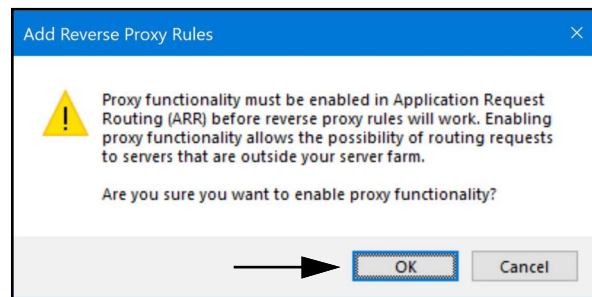 Add Reverse Proxy Rules
Proxy functionality must be enabled in Application Request
Routing (ARR) before reverse proxy rules will work. Enabling
proxy functionality allows the possibility of routing requests
to servers that are outside your server farm.
Are you sure you want to enable proxy functionality?
OK
Cancel